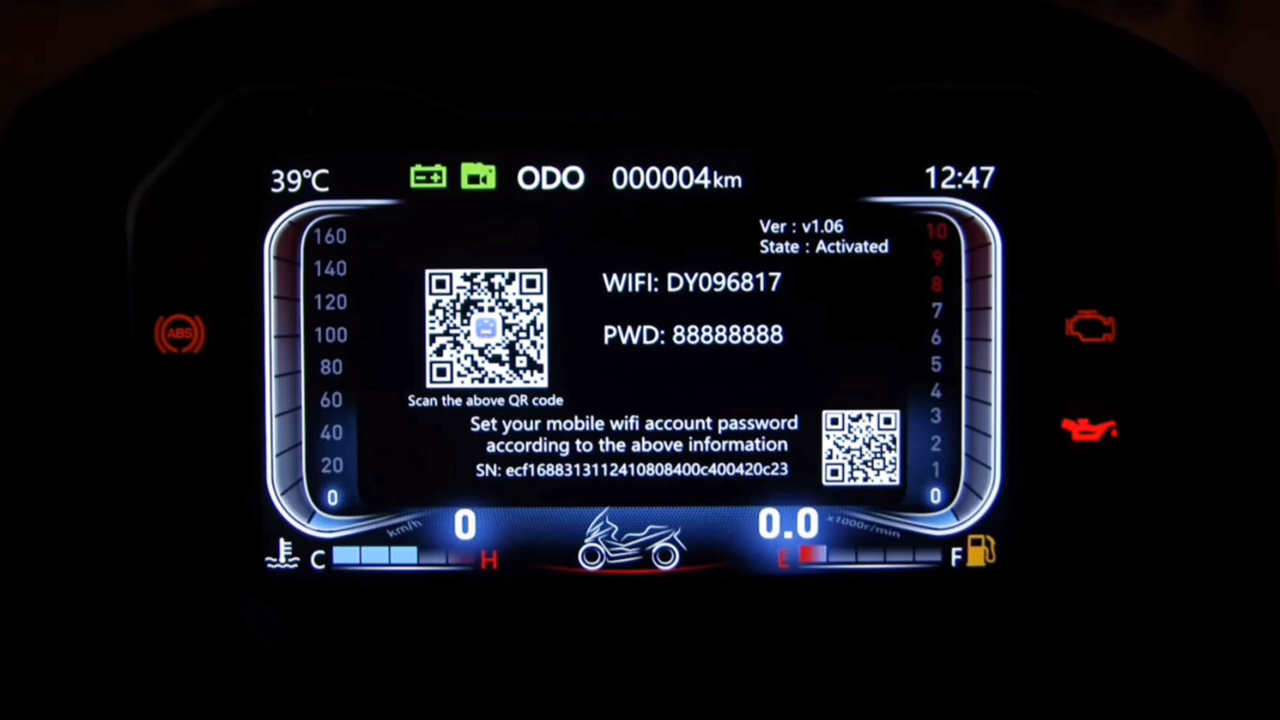 39℃ ODO 000004km 12:47
Ver : v1.06
State : Activated
160
140
120
100
80
60
40
20
0
WIFI: DY096817
PWD: 88888888
Scan the above QR code
Set your mobile wifi account password
according to the above information
SN: ecf1688313112410808400c400420c23
10
9
8
7
6
5
4
3
2
1
0
ABS
km/h
0
0.0
x1000r/min
C H
E F